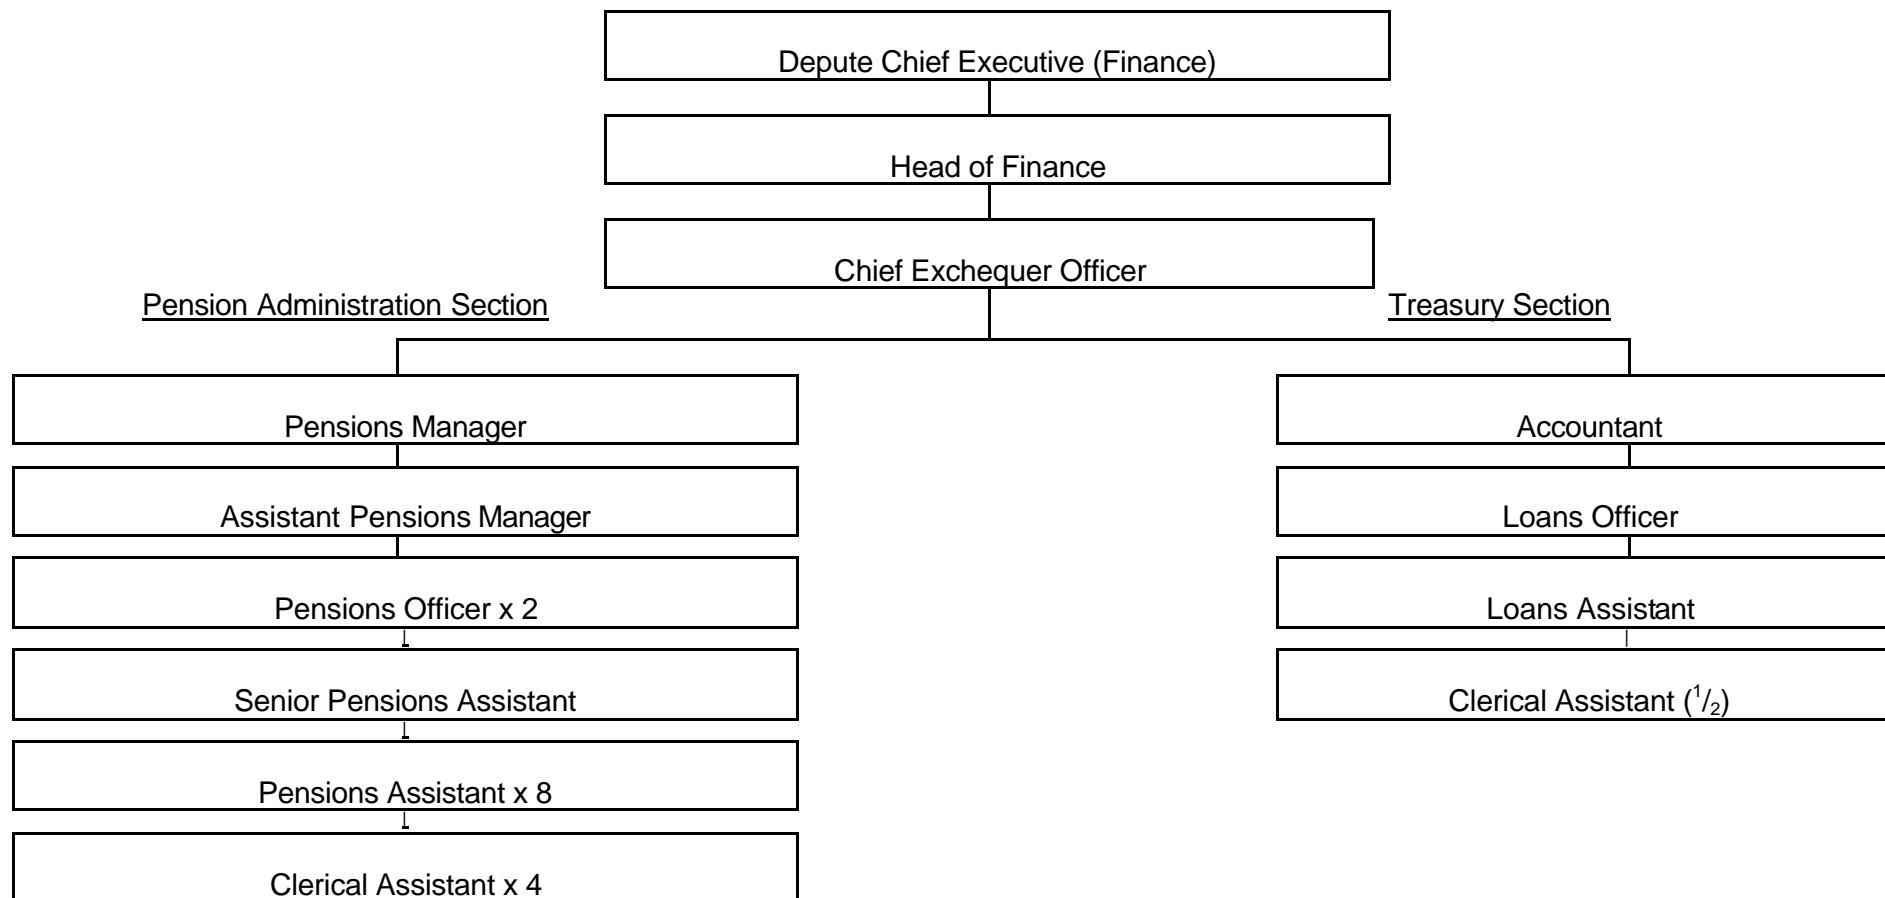 Depute Chief Executive (Finance)
Head of Finance
Chief Exchequer Officer
Pension Administration Section
Treasury Section
Pensions Manager
Accountant
Assistant Pensions Manager
Loans Officer
Pensions Officer x 2
Loans Assistant
Senior Pensions Assistant
Clerical Assistant (1/2)
Pensions Assistant x 8
Clerical Assistant x 4